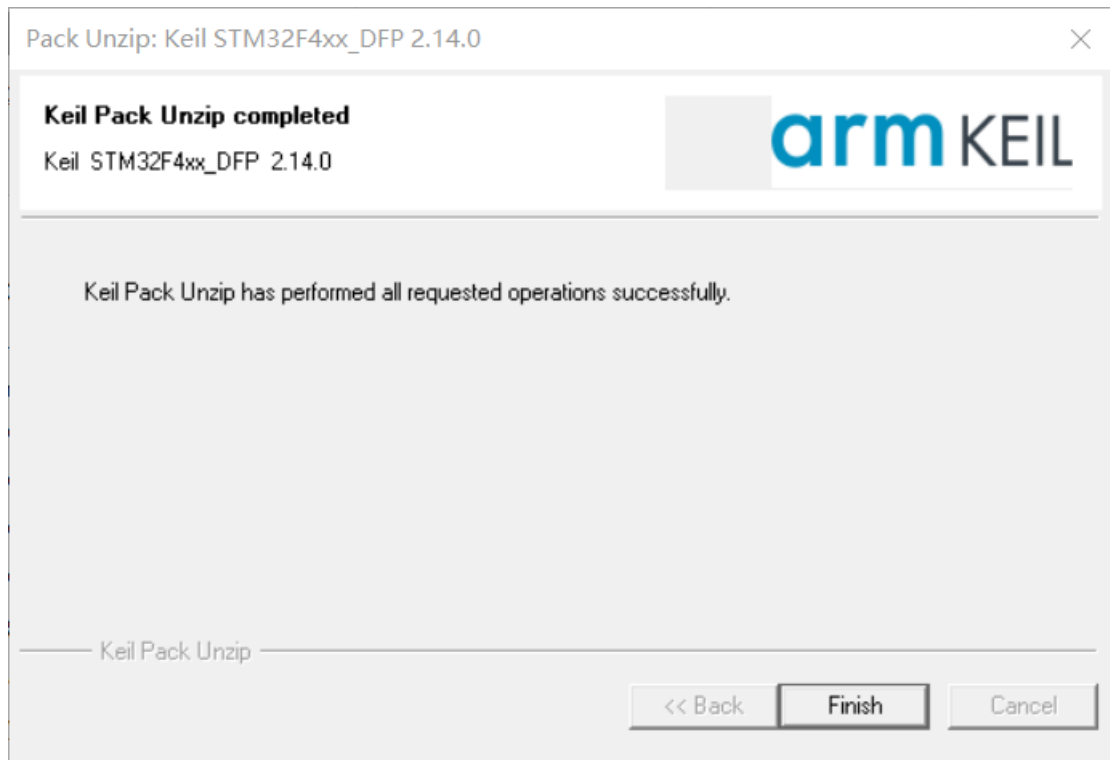 Pack Unzip: Keil STM32F4xx_DFP 2.14.0
Keil Pack Unzip completed
Keil STM32F4xx_DFP 2.14.0
arm KEIL
Keil Pack Unzip has performed all requested operations successfully.
Keil Pack Unzip
<< Back Finish Cancel